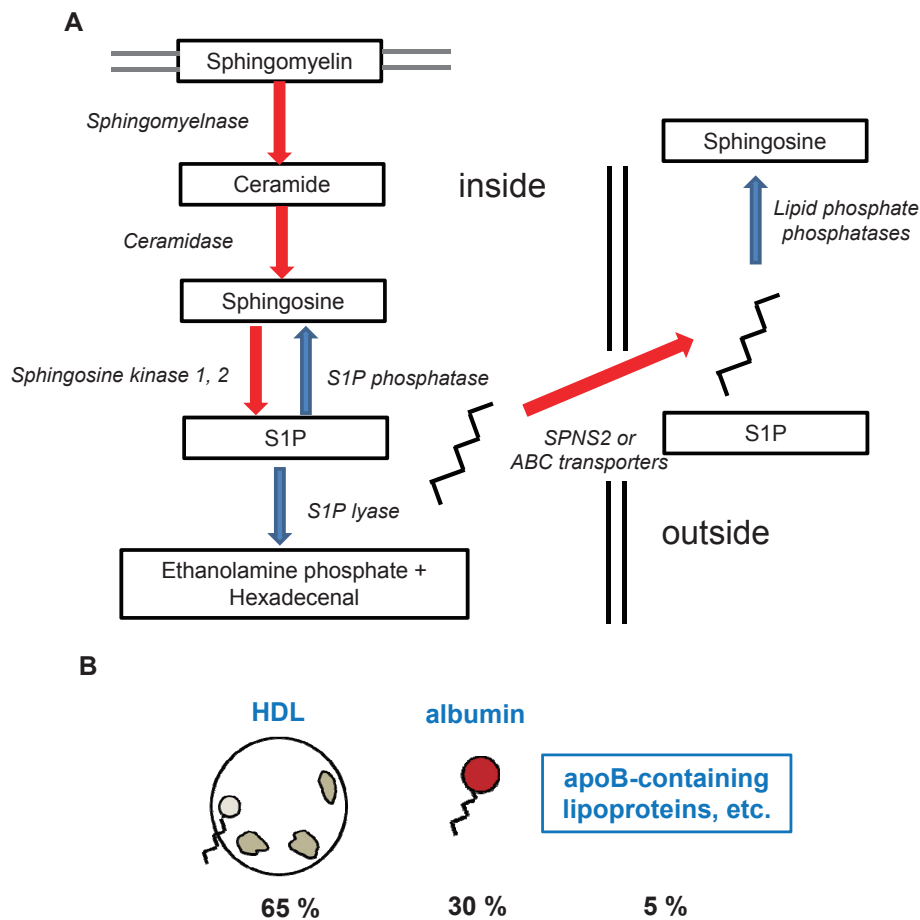 A
Sphingomyelin
Sphingomyelnase
Ceramide
Ceramidase
Sphingosine
Sphingosine kinase 1, 2
S1P phosphatase
S1P
S1P lyase
Ethanolamine phosphate +
Hexadecenal
inside
Sphingosine
Lipid phosphate
phosphatases
SPNS2 or
ABC transporters
S1P
outside
B
HDL
albumin
apoB-containing
lipoproteins, etc.
65 %
30 %
5 %